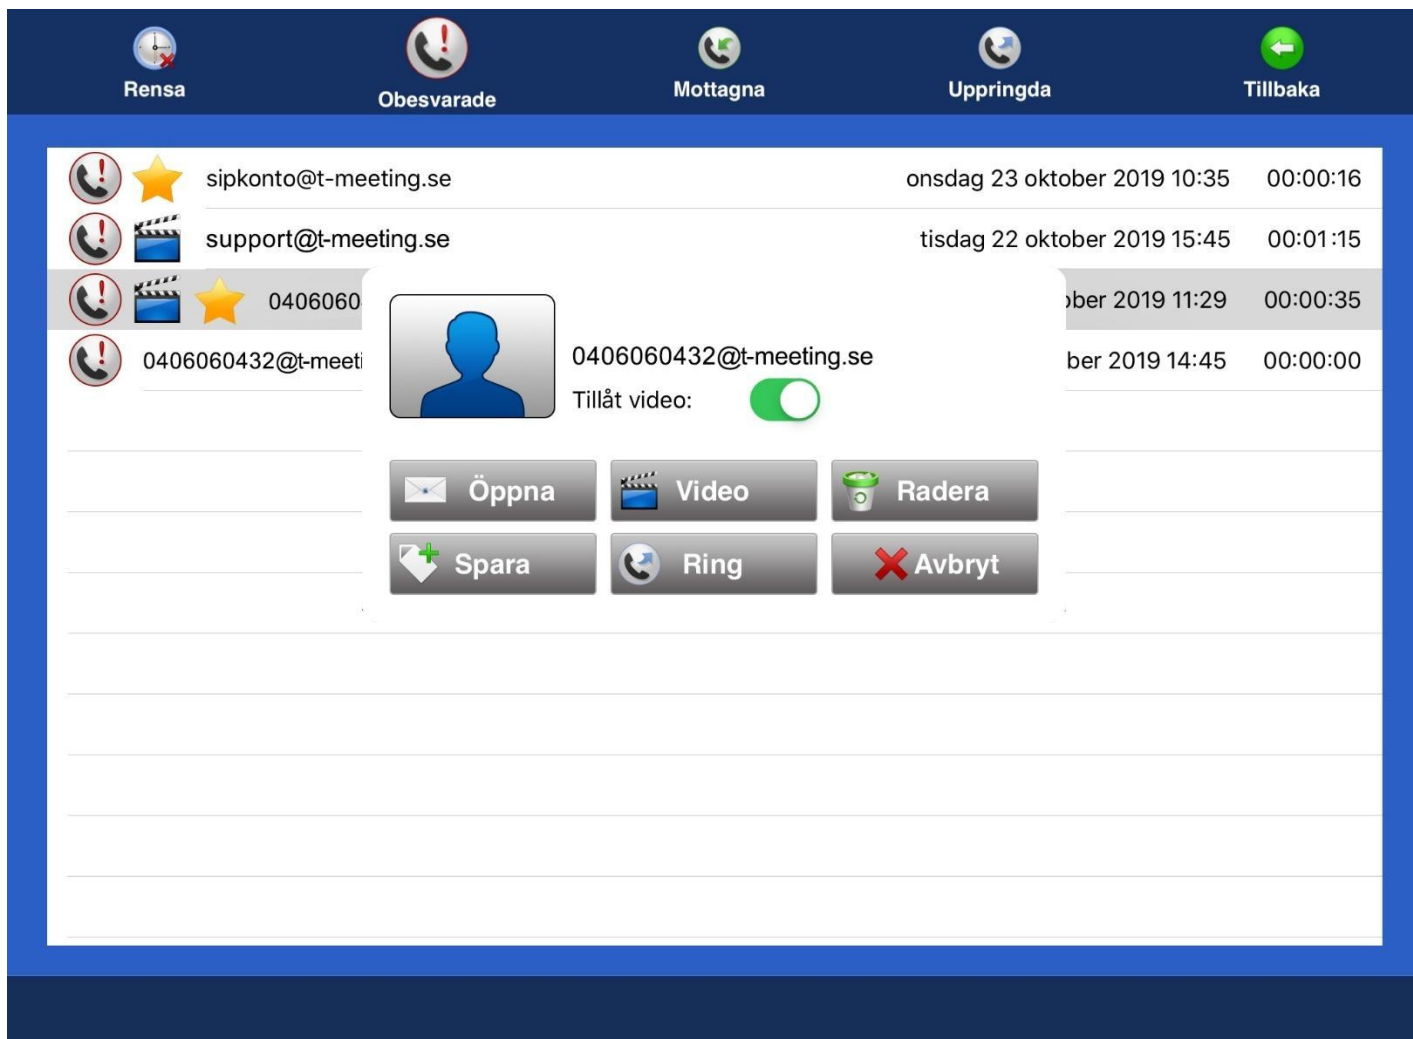 Rensa
Obesvarade
Mottagna
Uppringda
Tillbaka
sipkonto@t-meeting.se onsdag 23 oktober 2019 10:35 00:00:16
support@t-meeting.se tisdag 22 oktober 2019 15:45 00:01:15
0406060 2019 11:29 00:00:35
0406060432@t-meeti 2019 14:45 00:00:00
0406060432@t-meeting.se
Tillåt video:
Öppna
Video
Radera
Spara
Ring
Avbryt